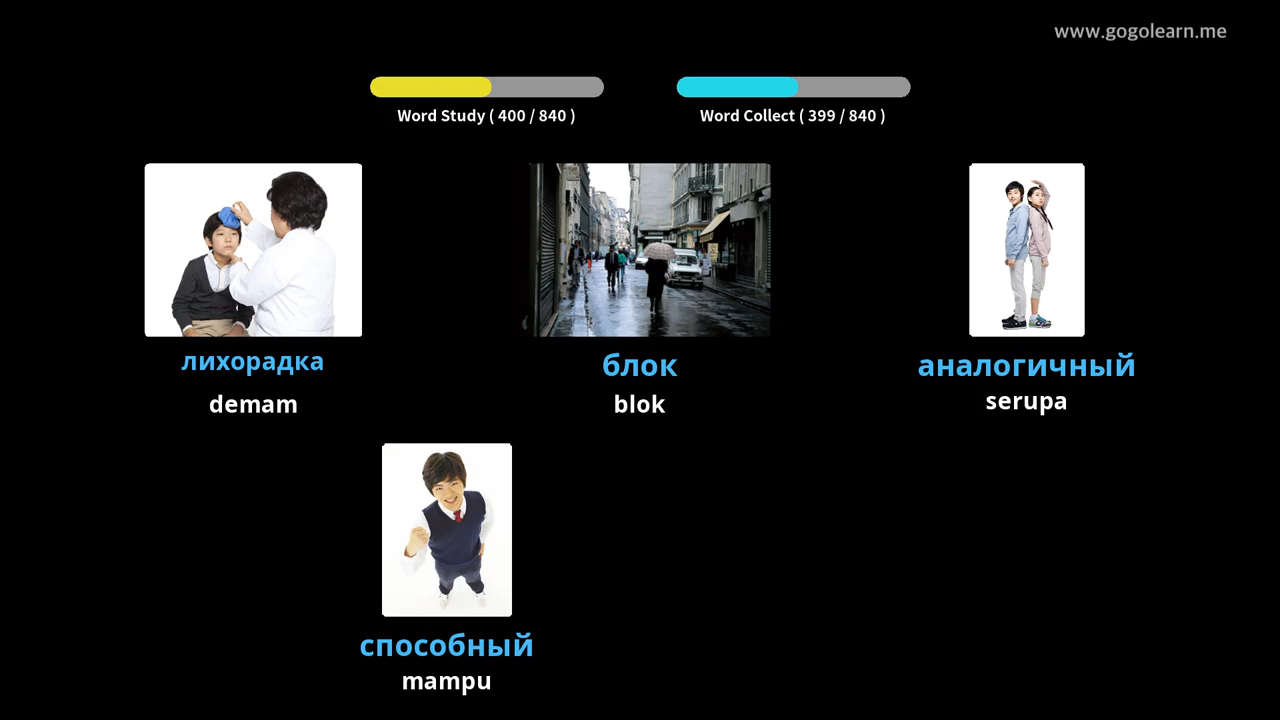 www.gogolearn.me
Word Study ( 400 / 840 )
Word Collect ( 399 / 840 )
лихорадка
demam
блок
blok
аналогичный
serupa
способный
mampu